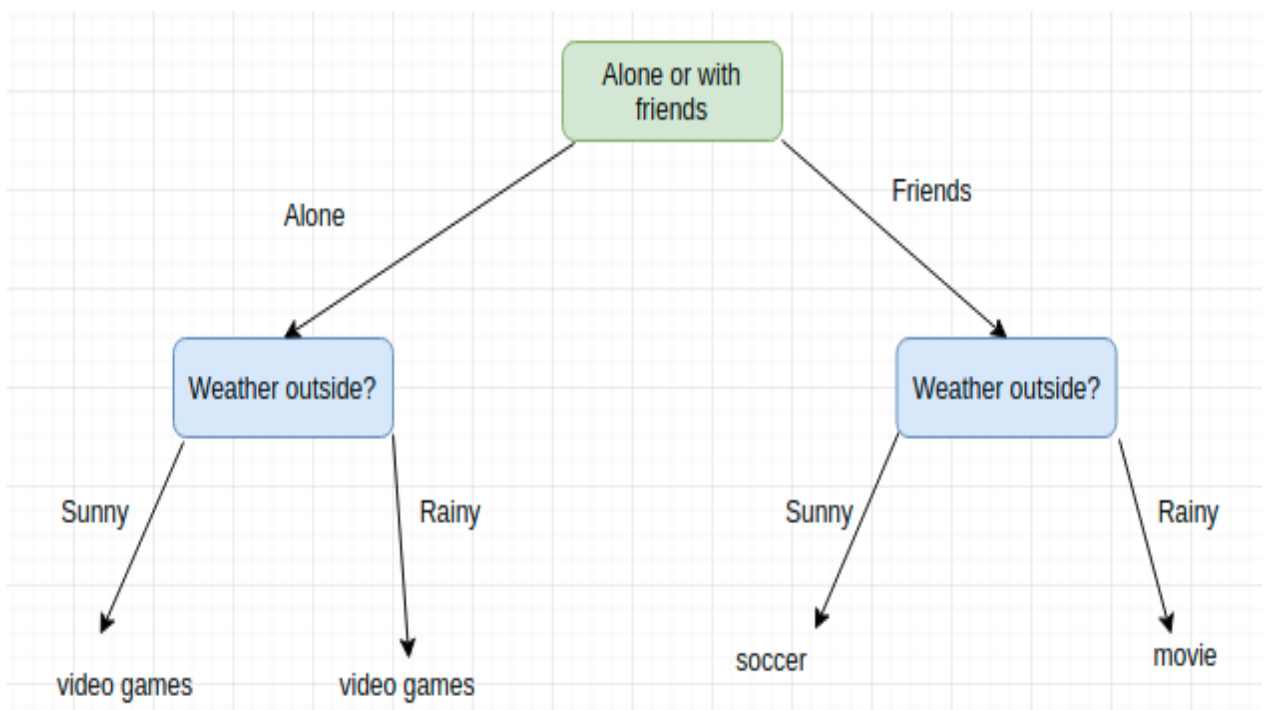 Alone or with
friends
Alone
Friends
Weather outside?
Weather outside?
Sunny
Rainy
Sunny
Rainy
video games
video games
soccer
movie